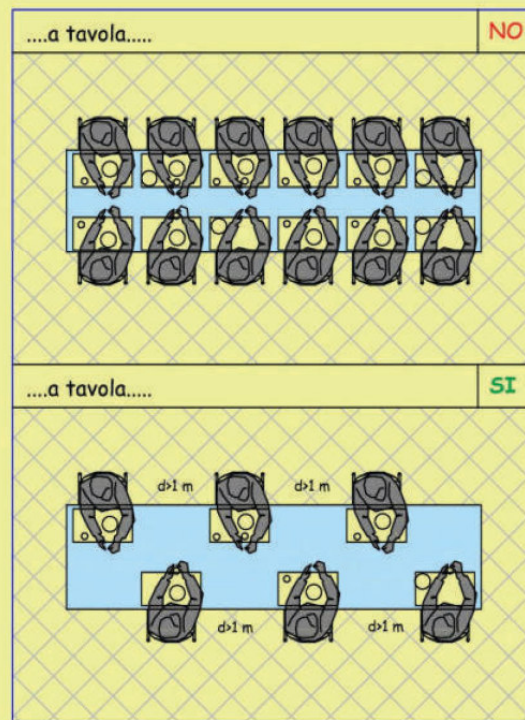 ....a tavola..... NO
....a tavola..... SI
d>1 m d>1 m
d>1 m d>1 m